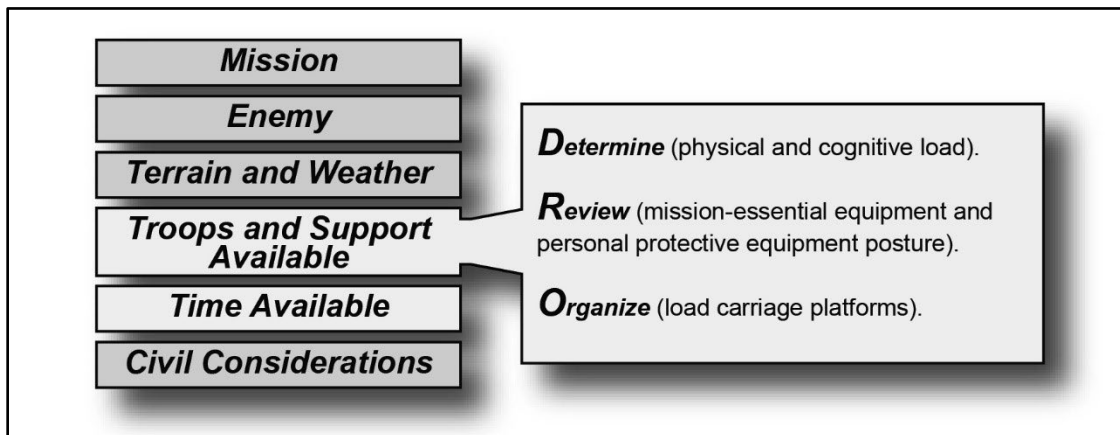 Mission
Enemy
Terrain and Weather
Troops and Support
Available
Time Available
Civil Considerations
Determine (physical and cognitive load).
Review (mission-essential equipment and
personal protective equipment posture).
Organize (load carriage platforms).